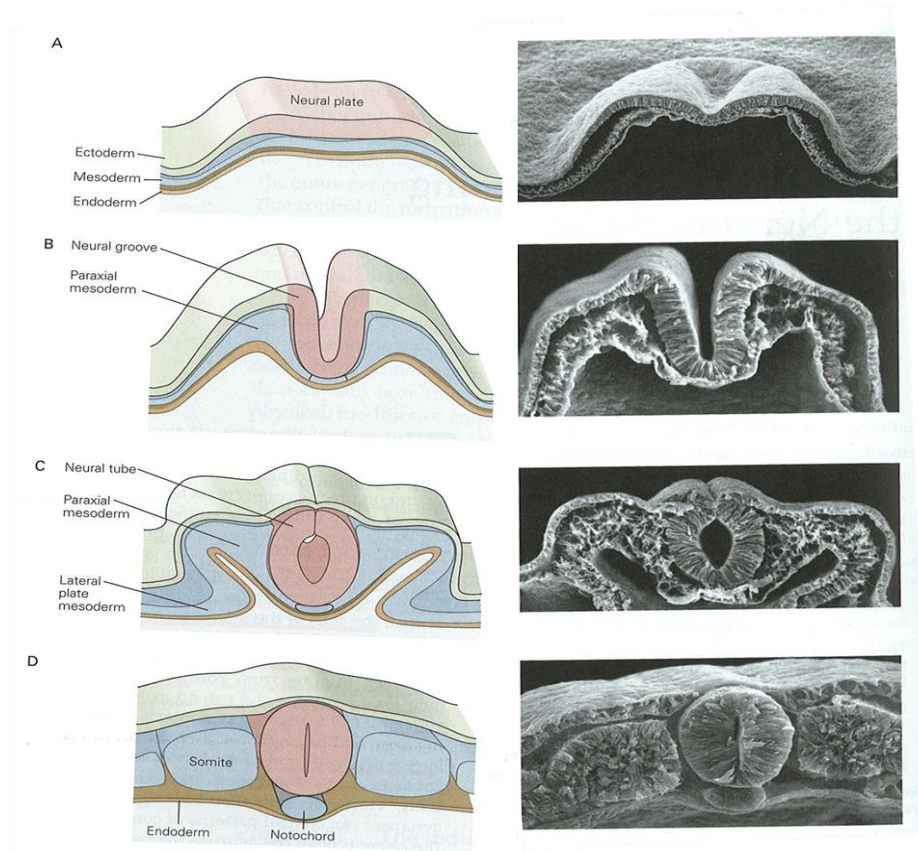 A
Neural plate
Ectoderm
Mesoderm
Endoderm
B
Neural groove
Paraxial
mesoderm
C
Neural tube
Paraxial
mesoderm
Lateral
plate
mesoderm
D
Somite
Endoderm
Notochord